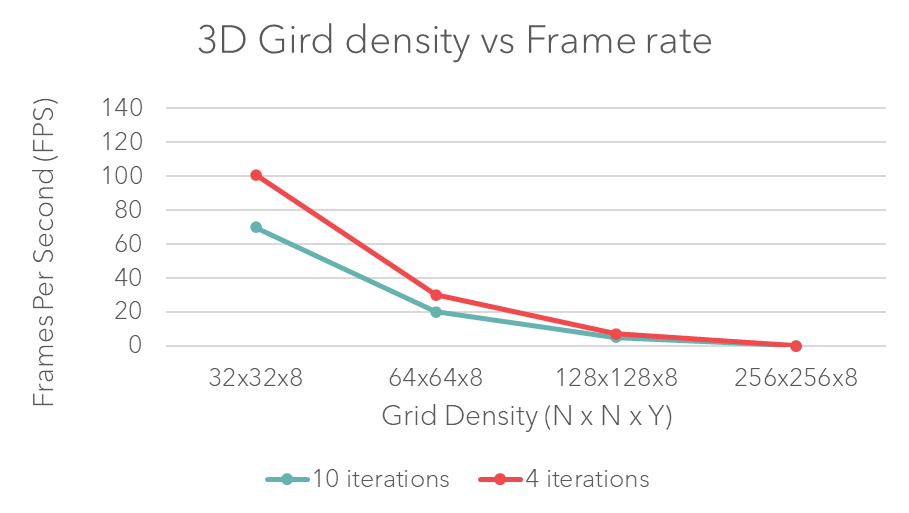 3D Gird density vs Frame rate
Frames Per Second (FPS)
140
120
100
80
60
40
20
0
32x32x8 64x64x8 128x128x8 256x256x8
Grid Density (N x N x Y)
10 iterations 4 iterations